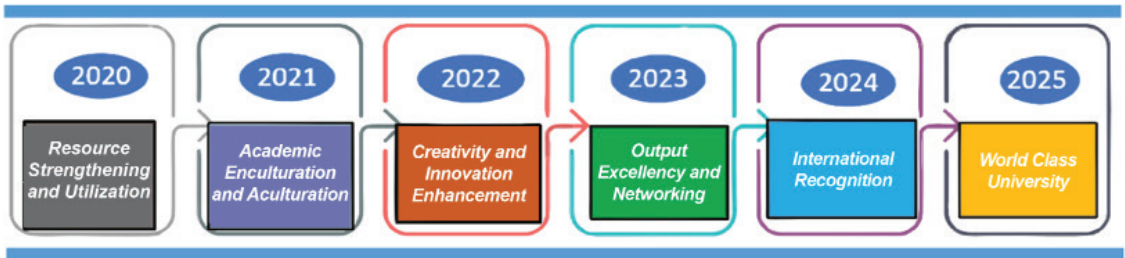 2020
2021
2022
2023
2024
2025
Resource
Strengthening
and Utilization
Academic
Enculturation
and Aculturation
Creativity and
Innovation
Enhancement
Output
Excellency and
Networking
International
Recognition
World Class
University